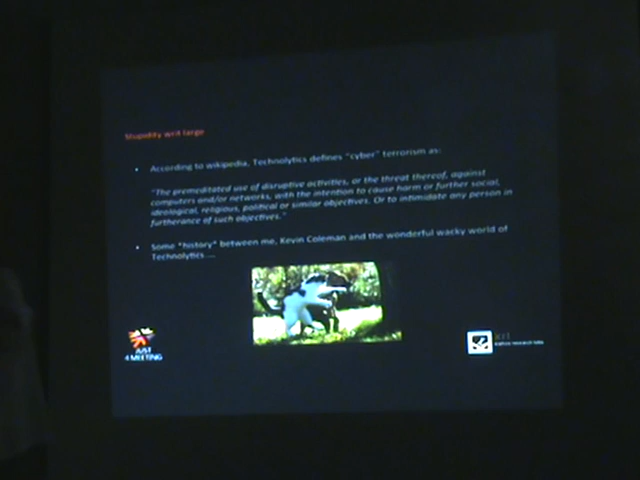 Stupidity writ large
• According to wikipedia, Technolytics defines "cyber" terrorism as:
"The premeditated use of disruptive activities, or the threat thereof, against
computers and/or networks, with the intention to cause harm or further social,
ideological, religious, political or similar objectives. Or to intimidate any person in
furtherance of such objectives."
• Some *history* between me, Kevin Coleman and the wonderful wacky world of
Technolytics....
JUST
4 MEETING